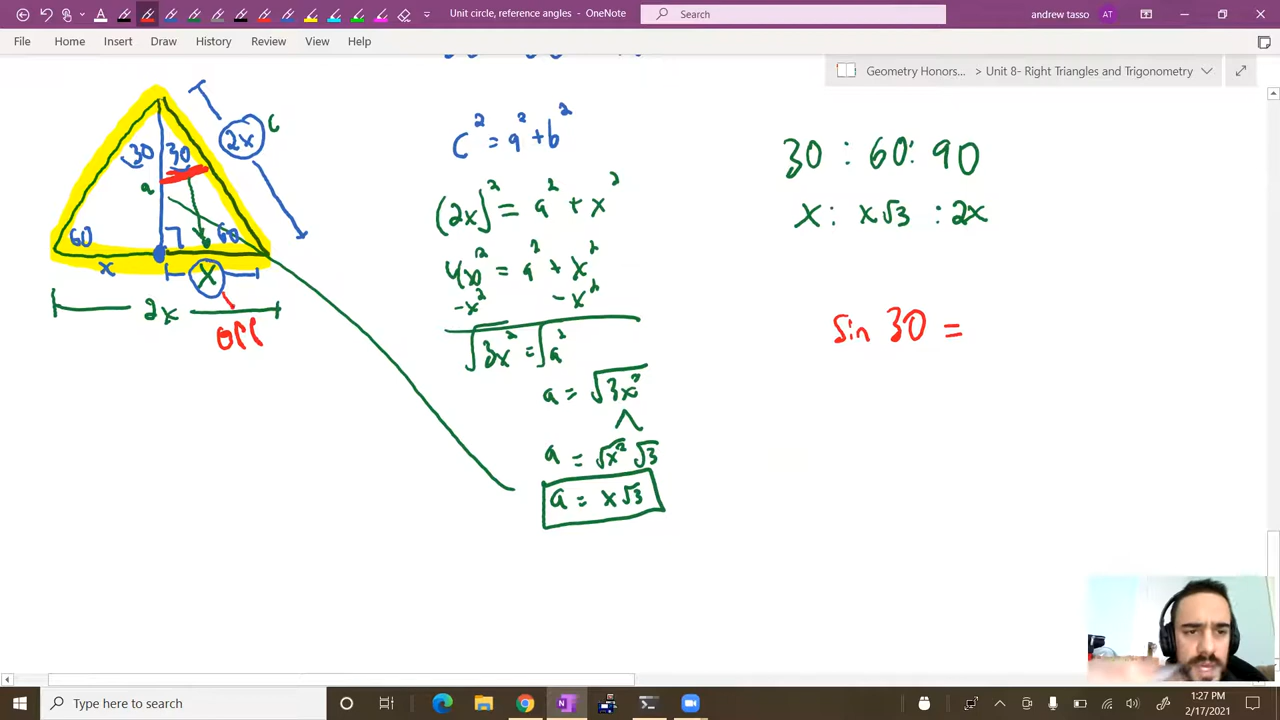 Unit circle, reference angles - OneNote
Search
andrew tasso
AT
File Home Insert Draw History Review View Help
Geometry Honors... > Unit 8- Right Triangles and Trigonometry
30 30
2x c
a
60 60
x X
2x
OPP
c² = a² + b²
(2x)² = a² + x²
4x² = a² + x²
-x² -x²
√3x² = √a²
a = √3x²
a = √x² √3
a = x√3
30 : 60 : 90
x : x√3 : 2x
sin 30 =
Type here to search
1:27 PM
2/17/2021